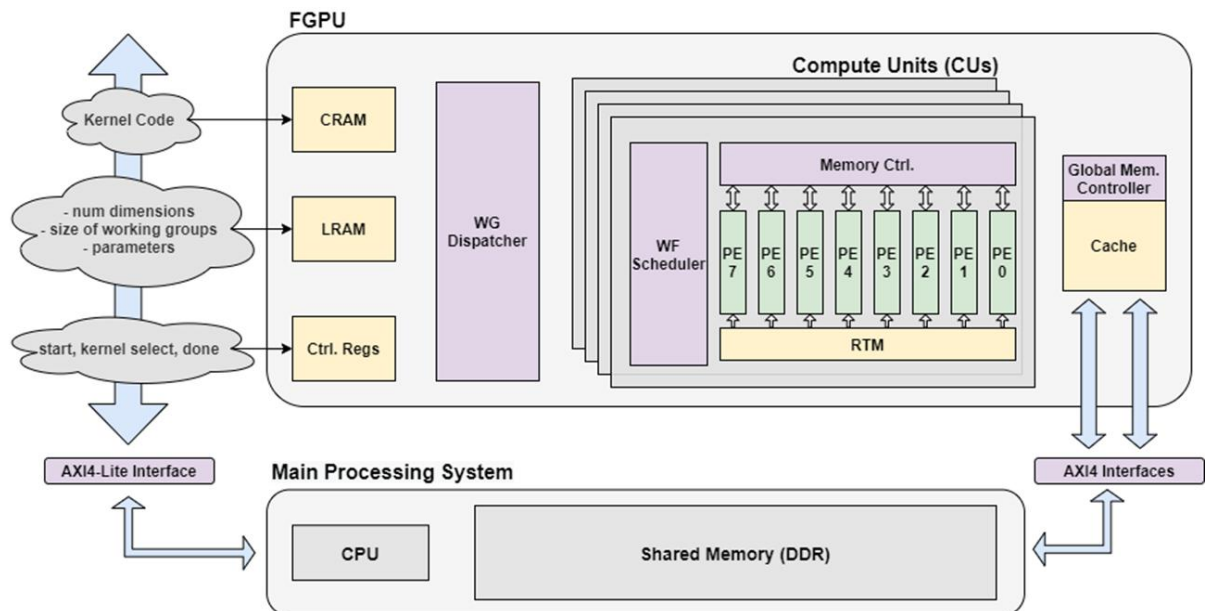 FGPU
Kernel Code
- num dimensions
- size of working groups
- parameters
start, kernel select, done
CRAM
LRAM
Ctrl. Regs
WG
Dispatcher
Compute Units (CUs)
WF
Scheduler
Memory Ctrl.
PE
7
PE
6
PE
5
PE
4
PE
3
PE
2
PE
1
PE
0
RTM
Global Mem.
Controller
Cache
AXI4-Lite Interface
AXI4 Interfaces
Main Processing System
CPU
Shared Memory (DDR)